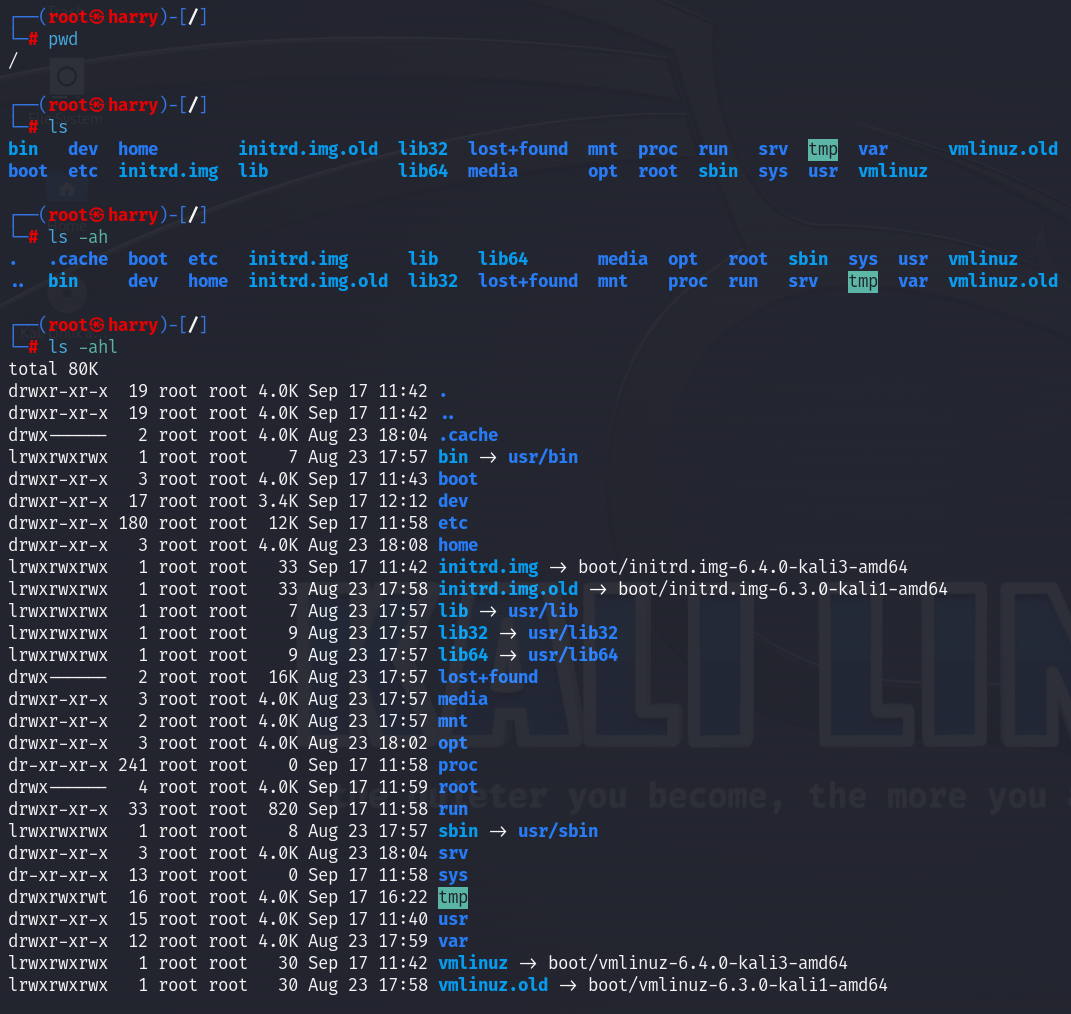 ┌──(root㉿harry)-[/]
└─# pwd
/
┌──(root㉿harry)-[/]
└─# ls
bin   dev  home        initrd.img.old  lib32  lost+found  mnt  proc  run   srv  tmp  var      vmlinuz.old
boot  etc  initrd.img  lib             lib64  media       opt  root  sbin  sys  usr  vmlinuz
┌──(root㉿harry)-[/]
└─# ls -ah
.   .cache  boot  etc   initrd.img      lib    lib64       media  opt   root  sbin  sys  usr  vmlinuz
..  bin     dev   home  initrd.img.old  lib32  lost+found  mnt    proc  run   srv   tmp  var  vmlinuz.old
┌──(root㉿harry)-[/]
└─# ls -ahl
total 80K
drwxr-xr-x  19 root root 4.0K Sep 17 11:42 .
drwxr-xr-x  19 root root 4.0K Sep 17 11:42 ..
drwx------   2 root root 4.0K Aug 23 18:04 .cache
lrwxrwxrwx   1 root root    7 Aug 23 17:57 bin -> usr/bin
drwxr-xr-x   3 root root 4.0K Sep 17 11:43 boot
drwxr-xr-x  17 root root 3.4K Sep 17 12:12 dev
drwxr-xr-x 180 root root  12K Sep 17 11:58 etc
drwxr-xr-x   3 root root 4.0K Aug 23 18:08 home
lrwxrwxrwx   1 root root   33 Sep 17 11:42 initrd.img -> boot/initrd.img-6.4.0-kali3-amd64
lrwxrwxrwx   1 root root   33 Aug 23 17:58 initrd.img.old -> boot/initrd.img-6.3.0-kali1-amd64
lrwxrwxrwx   1 root root    7 Aug 23 17:57 lib -> usr/lib
lrwxrwxrwx   1 root root    9 Aug 23 17:57 lib32 -> usr/lib32
lrwxrwxrwx   1 root root    9 Aug 23 17:57 lib64 -> usr/lib64
drwx------   2 root root  16K Aug 23 17:57 lost+found
drwxr-xr-x   3 root root 4.0K Aug 23 17:57 media
drwxr-xr-x   2 root root 4.0K Aug 23 17:57 mnt
drwxr-xr-x   3 root root 4.0K Aug 23 18:02 opt
dr-xr-xr-x 241 root root    0 Sep 17 11:58 proc
drwx------   4 root root 4.0K Sep 17 11:59 root
drwxr-xr-x  33 root root  820 Sep 17 11:58 run
lrwxrwxrwx   1 root root    8 Aug 23 17:57 sbin -> usr/sbin
drwxr-xr-x   3 root root 4.0K Aug 23 18:04 srv
dr-xr-xr-x  13 root root    0 Sep 17 11:58 sys
drwxrwxrwt  16 root root 4.0K Sep 17 16:22 tmp
drwxr-xr-x  15 root root 4.0K Sep 17 11:40 usr
drwxr-xr-x  12 root root 4.0K Aug 23 17:59 var
lrwxrwxrwx   1 root root   30 Sep 17 11:42 vmlinuz -> boot/vmlinuz-6.4.0-kali3-amd64
lrwxrwxrwx   1 root root   30 Aug 23 17:58 vmlinuz.old -> boot/vmlinuz-6.3.0-kali1-amd64
KALI LIN
you become, the more you